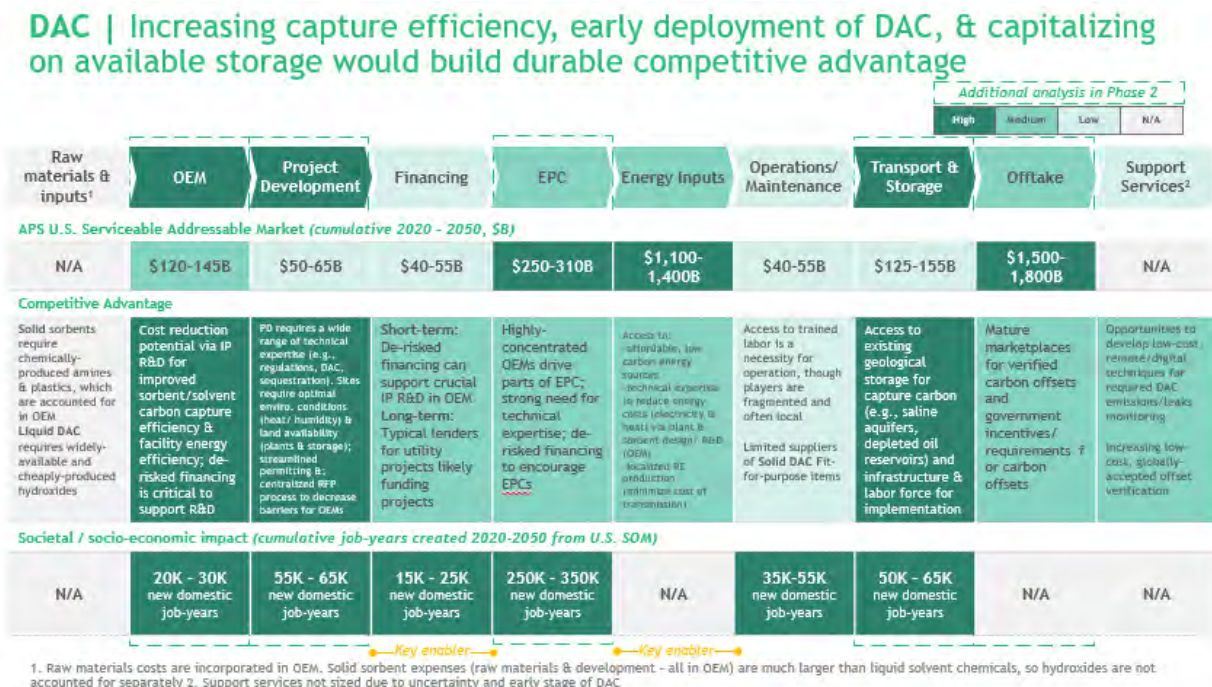 DAC | Increasing capture efficiency, early deployment of DAC, & capitalizing
on available storage would build durable competitive advantage
Additional analysis in Phase 2
High
Medium
Low
N/A
Raw
materials &
inputs¹
OEM
Project
Development
Financing
EPC
Energy Inputs
Operations/
Maintenance
Transport &
Storage
Offtake
Support
Services²
APS U.S. Serviceable Addressable Market (cumulative 2020 - 2050, $B)
N/A
$120-145B
$50-65B
$40-55B
$250-310B
$1,100-
1,400B
$40-55B
$125-155B
$1,500-
1,800B
N/A
Competitive Advantage
Solid sorbents
require
chemically-
produced amines
& plastics, which
are accounted for
in OEM
Liquid DAC
requires widely-
available and
cheaply-produced
hydroxides
Cost reduction
potential via IP
R&D for
improved
sorbent/solvent
carbon capture
efficiency &
facility energy
efficiency; de-
risked financing
is critical to
support R&D
PD requires a wide
range of technical
expertise (e.g.,
regulations, DAC,
sequestration). Sites
require optimal
enviro. conditions
(heat/ humidity) &
land availability
(plants & storage);
streamlined
permitting &;
centralized RFP
process to decrease
barriers for OEMs
Short-term:
De-risked
financing can
support crucial
IP R&D in OEM
Long-term:
Typical lenders
for utility
projects likely
funding
projects
Highly-
concentrated
OEMs drive
parts of EPC;
strong need for
technical
expertise; de-
risked financing
to encourage
EPCs
Access to:
-affordable, low
carbon energy
sources
-technical expertise
to reduce energy
costs (electricity &
heat) via plant &
sorbent design/ R&D
(OEM)
-localized RE
production
(minimize cost of
transmission)
Access to trained
labor is a
necessity for
operation, though
players are
fragmented and
often local
Limited suppliers
of Solid DAC Fit-
for-purpose items
Access to
existing
geological
storage for
capture carbon
(e.g., saline
aquifers,
depleted oil
reservoirs) and
infrastructure &
labor force for
implementation
Mature
marketplaces
for verified
carbon offsets
and
government
incentives/
requirements f
or carbon
offsets
Opportunities to
develop low-cost
remote/digital
techniques for
required DAC
emissions/leaks
monitoring
Increasing low-
cost, globally-
accepted offset
verification
Societal / socio-economic impact (cumulative job-years created 2020-2050 from U.S. SOM)
N/A
20K - 30K
new domestic
job-years
55K - 65K
new domestic
job-years
15K - 25K
new domestic
job-years
250K - 350K
new domestic
job-years
N/A
35K-55K
new domestic
job-years
50K - 65K
new domestic
job-years
N/A
N/A
Key enabler
Key enabler
1. Raw materials costs are incorporated in OEM. Solid sorbent expenses (raw materials & development - all in OEM) are much larger than liquid solvent chemicals, so hydroxides are not
accounted for separately 2. Support services not sized due to uncertainty and early stage of DAC